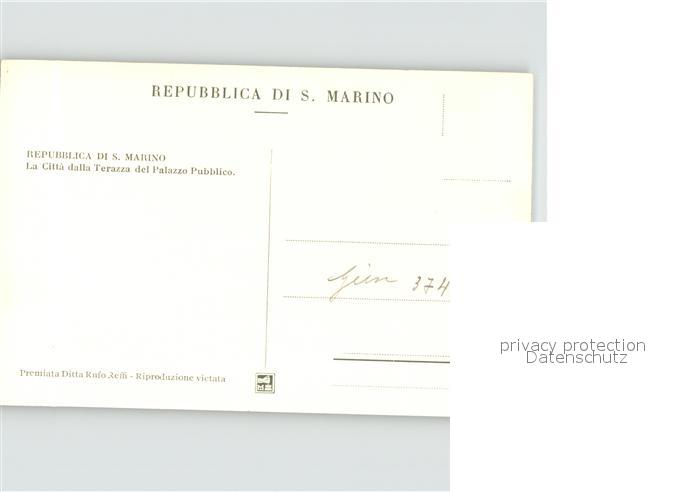 REPUBBLICA DI S. MARINO
REPUBBLICA DI S. MARINO
La Città dalla Terazza del Palazzo Pubblico.
374
privacy protection
Datenschutz
Premiata Ditta Rufo Reffi - Riproduzione vietata